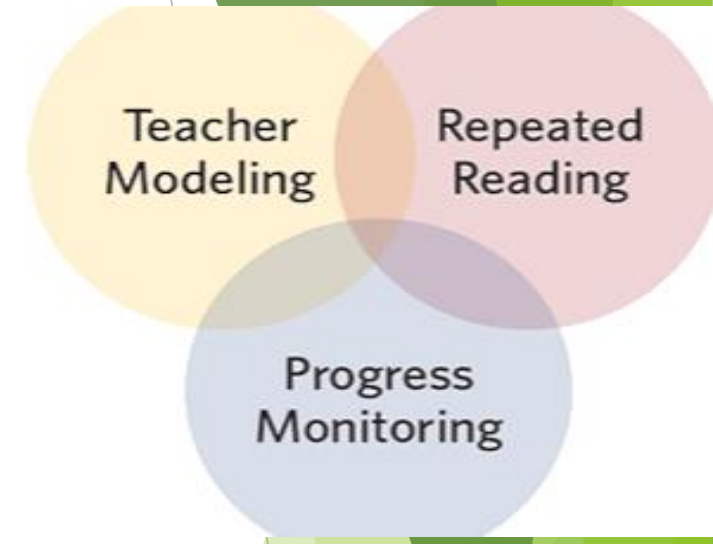 Teacher
Modeling
Repeated
Reading
Progress
Monitoring